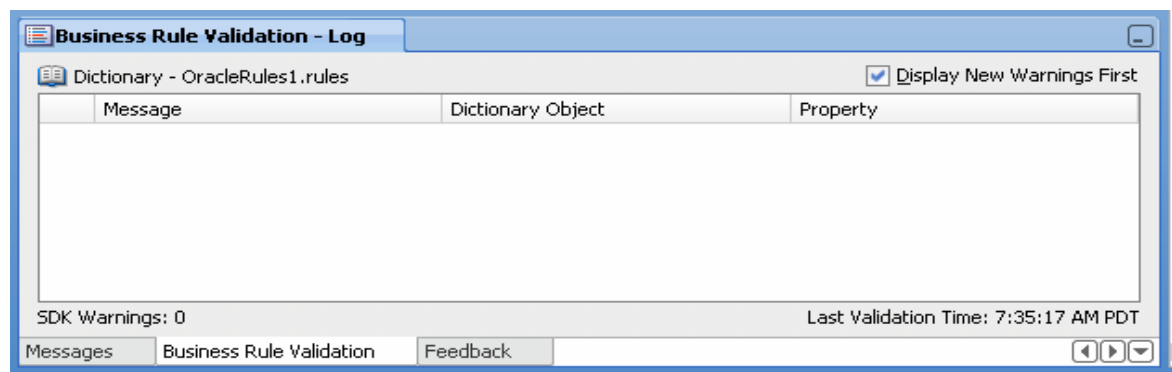 Business Rule Validation - Log
Dictionary - OracleRules1.rules Display New Warnings First
Message Dictionary Object Property
SDK Warnings: 0 Last Validation Time: 7:35:17 AM PDT
Messages Business Rule Validation Feedback